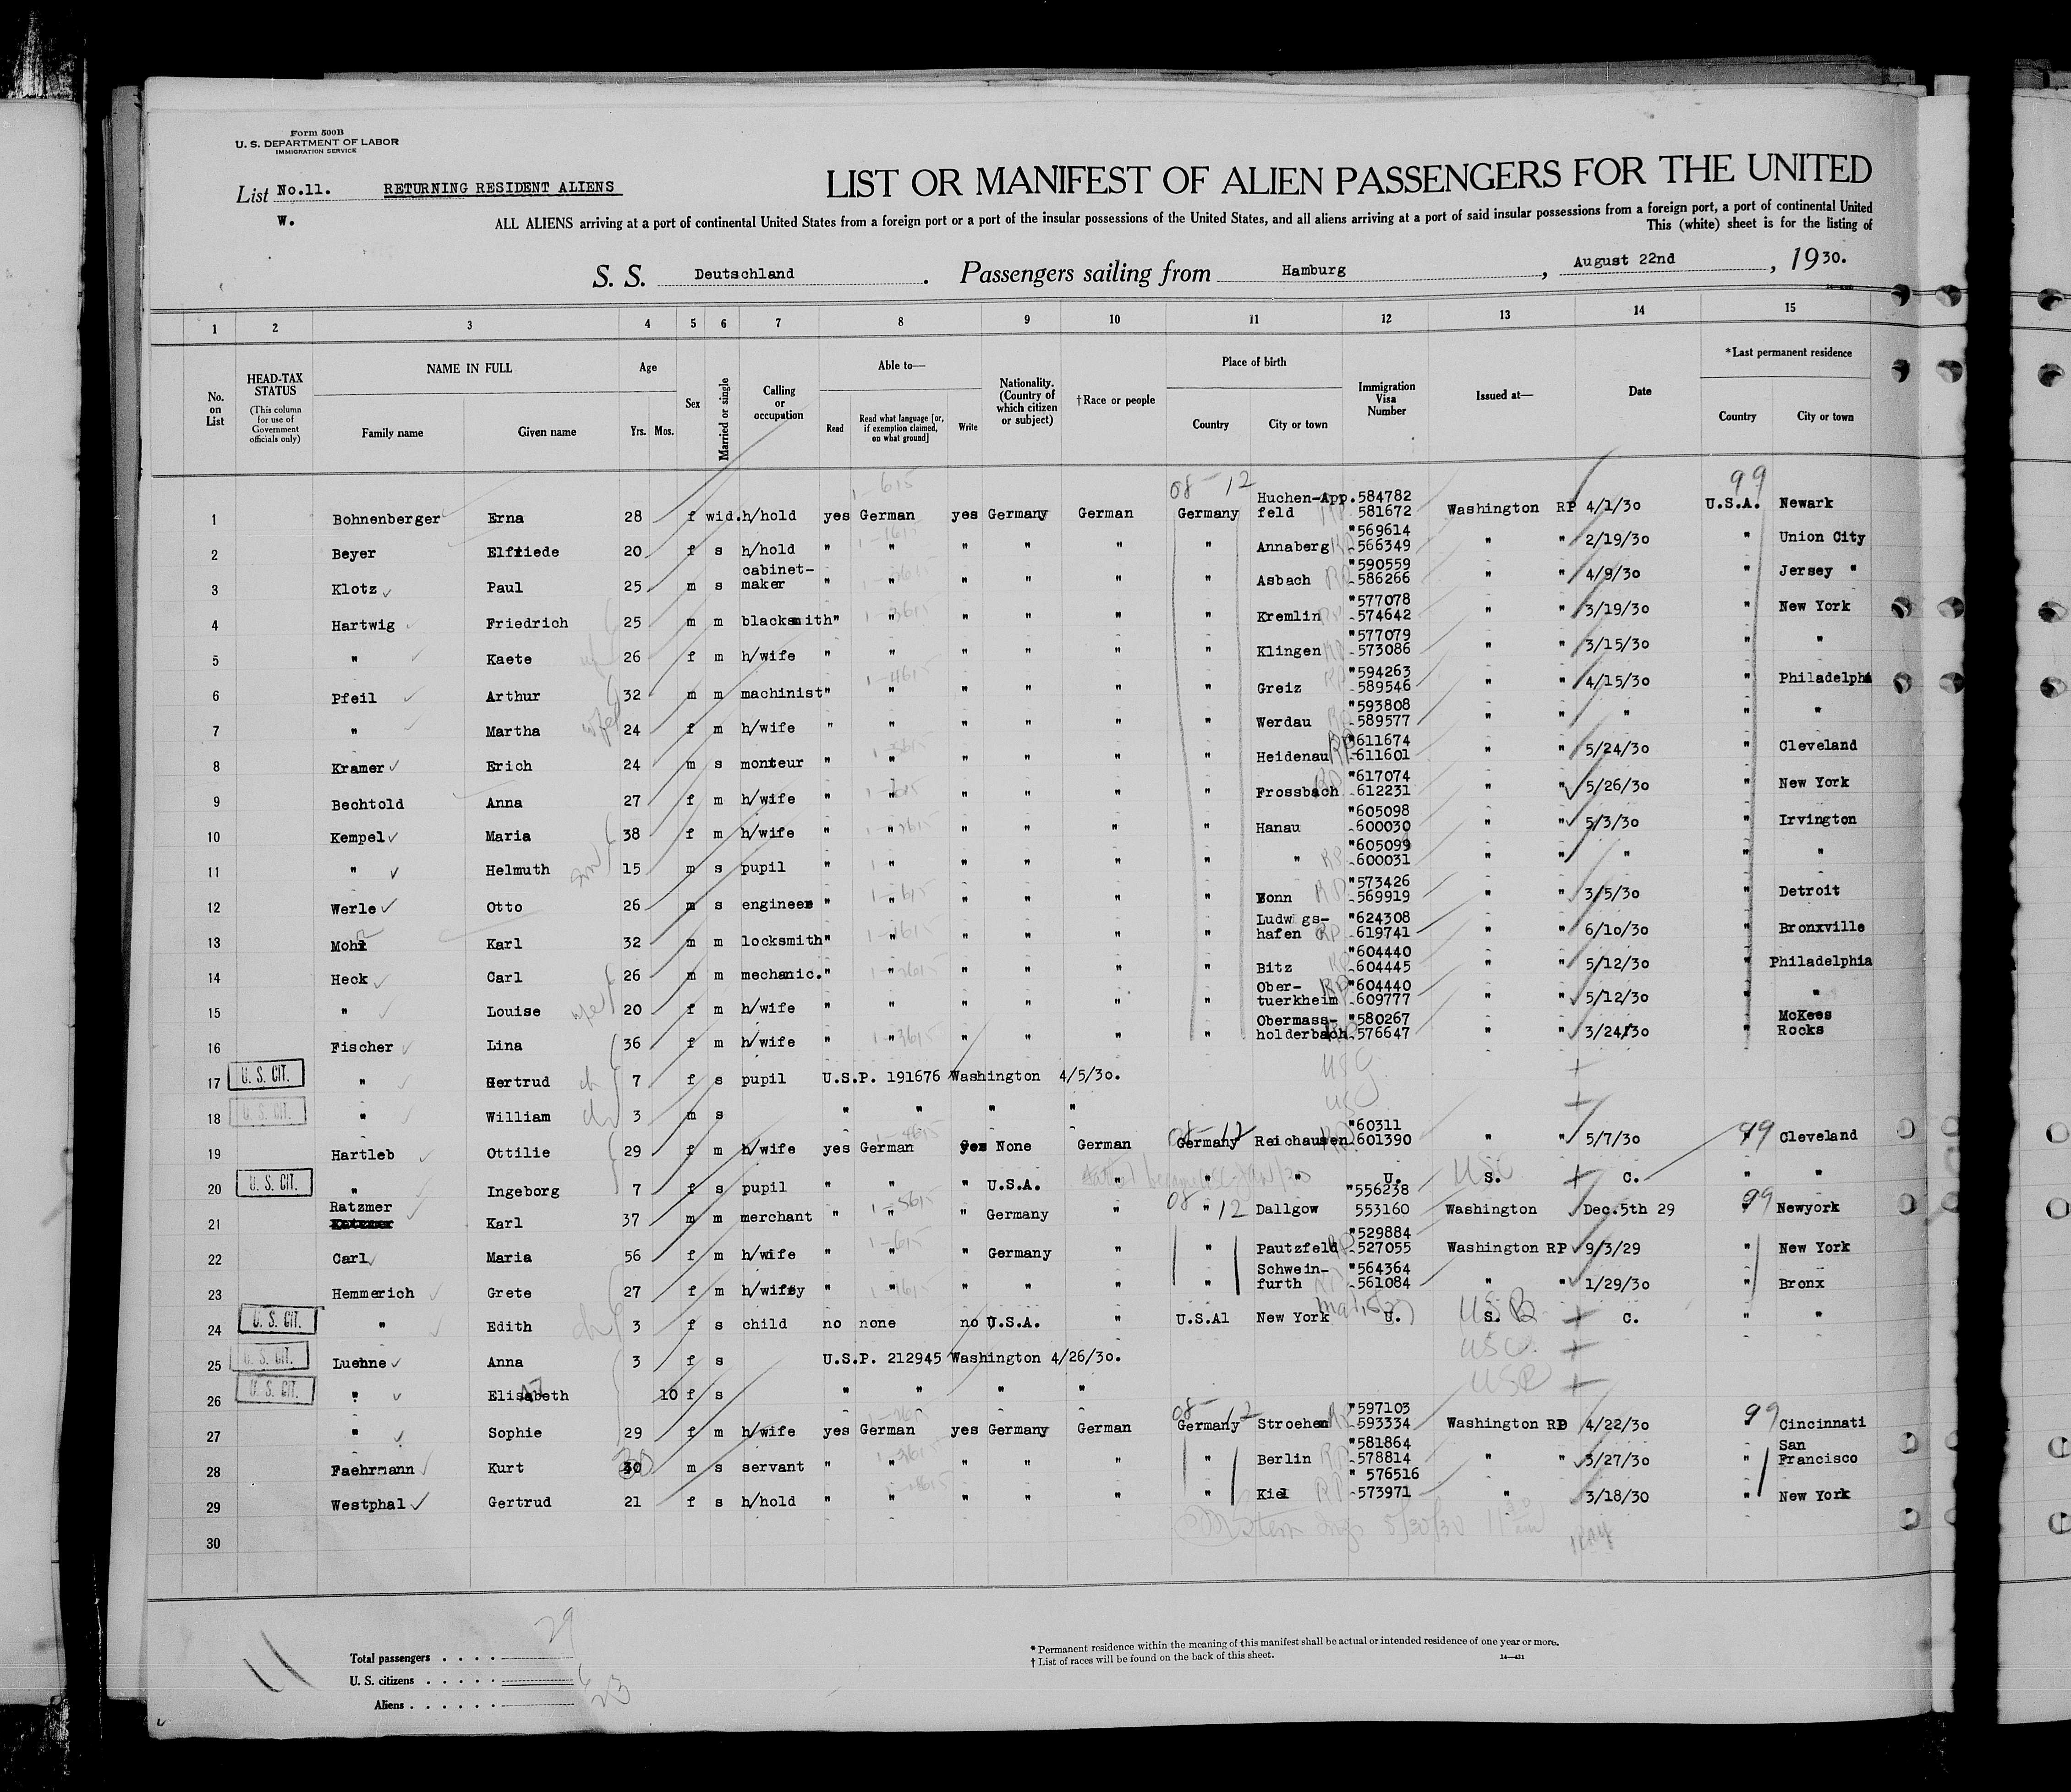 Form 500B
U. S. DEPARTMENT OF LABOR
IMMIGRATION SERVICE
List No.11. RETURNING RESIDENT ALIENS
W.
LIST OR MANIFEST OF ALIEN PASSENGERS FOR THE UNITED
ALL ALIENS arriving at a port of continental United States from a foreign port or a port of the insular possessions of the United States, and all aliens arriving at a port of said insular possessions from a foreign port, a port of continental United
This (white) sheet is for the listing of
S. S. Deutschland. Passengers sailing from Hamburg, August 22nd, 1930.
1 2 3 4 5 6 7 8 9 10 11 12 13 14 15
No. on List
HEAD-TAX STATUS
(This column for use of Government officials only)
NAME IN FULL
Family name Given name
Age
Yrs. Mos.
Sex
Married or single
Calling or occupation
Able to—
Read Read what language [or, if exemption claimed, on what ground] Write
Nationality. (Country of which citizen or subject)
†Race or people
Place of birth
Country City or town
Immigration Visa Number
Issued at—
Date
*Last permanent residence
Country City or town
08-12 99
1 Bohnenberger Erna 28 f wid. h/hold yes German yes Germany German Germany Huchen-feld App. 584782 581672 Washington RP 4/1/30 U.S.A. Newark
2 Beyer Elfriede 20 f s h/hold " " " " " " Annaberg "569614 -566349 " " 2/19/30 " Union City
3 Klotz Paul 25 m s cabinet-maker " " " " " " Asbach "590559 -586266 " " 4/9/30 " Jersey "
4 Hartwig Friedrich 25 m m blacksmith " " " " " " Kremlin "577078 -574642 " " 3/19/30 " New York
5 " Kaete 26 f m h/wife " " " " " " Klingen "577079 -573086 " " 3/15/30 " "
6 Pfeil Arthur 32 m m machinist " " " " " " Greiz "594263 -589546 " " 4/15/30 " Philadelpha
7 " Martha wife 24 f m h/wife " " " " " " Werdau "593808 -589577 " " " " "
8 Kramer Erich 24 m s monteur " " " " " " Heidenau RP "611674 -611601 " " 5/24/30 " Cleveland
9 Bechtold Anna 27 f m h/wife " " " " " " Frossbach "617074 -612231 " " 5/26/30 " New York
10 Kempel Maria 38 f m h/wife " " " " " " Hanau "605098 -600030 " " 5/3/30 " Irvington
11 " Helmuth son 15 m s pupil " " " " " " " "605099 -600031 " " " " "
12 Werle Otto 26 m s engineer " " " " " " Bonn "573426 -569919 " " 3/5/30 " Detroit
13 Mohr Karl 32 m m locksmith " " " " " " Ludwigs-hafen RP "624308 619741 " " 6/10/30 " Bronxville
14 Heck Carl 26 m m mechanic. " " " " " " Bitz "604440 -604445 " " 5/12/30 Philadelphia
15 " Louise wife 20 f m h/wife " " " " " " Ober-tuerkheim "604440 -609777 " " 5/12/30 " "
16 Fischer Lina 36 f m h/wife " " " " " " Obermass-holderbach "580267 576647 " " 3/24/30 " McKees Rocks
17 U. S. CIT. " Gertrud ch 7 f s pupil U.S.P. 191676 Washington 4/5/30. USC
18 U. S. CIT. " William ch 3 m s " " " " USC
19 Hartleb Ottilie 29 f m h/wife yes German yes None German Germany Reichausen "60311 601390 " " 5/7/30 99 Cleveland
20 U. S. CIT. " Ingeborg 7 f s pupil " " " U.S.A. " " " U. S. C. USC " "
21 Ratzmer Karl 37 m m merchant " " " Germany " " Dallgow "556238 553160 Washington Dec.5th 29 99 Newyork
22 Carl Maria 56 f m h/wife " " " Germany " " Pautzfeld "529884 -527055 Washington RP 9/3/29 " New York
23 Hemmerich Grete 27 f m h/wifey " " " " " " Schwein-furth "564364 -561084 " " 1/29/30 " Bronx
24 U. S. CIT. " Edith ch 3 f s child no none no U.S.A. " U.S.Al New York U. S. C. " "
25 U. S. CIT. Luehne Anna 3 f s U.S.P. 212945 Washington 4/26/30. USC
26 U. S. CIT. " Elisabeth 10 f s " " " "
27 " Sophie 29 f m h/wife yes German yes Germany German Germany Stroehen "597103 -593334 Washington RP 4/22/30 99 Cincinnati
28 Faehrmann Kurt 30 m s servant " " " " " " Berlin RP "581864 -578814 " " 3/27/30 " San Francisco
29 Westphal Gertrud 21 f s h/hold " " " " " " Kiel RP " 576516 -573971 " 3/18/30 " New York
30
11
Total passengers 29
U. S. citizens 6
Aliens 23
* Permanent residence within the meaning of this manifest shall be actual or intended residence of one year or more.
† List of races will be found on the back of this sheet.
14—431